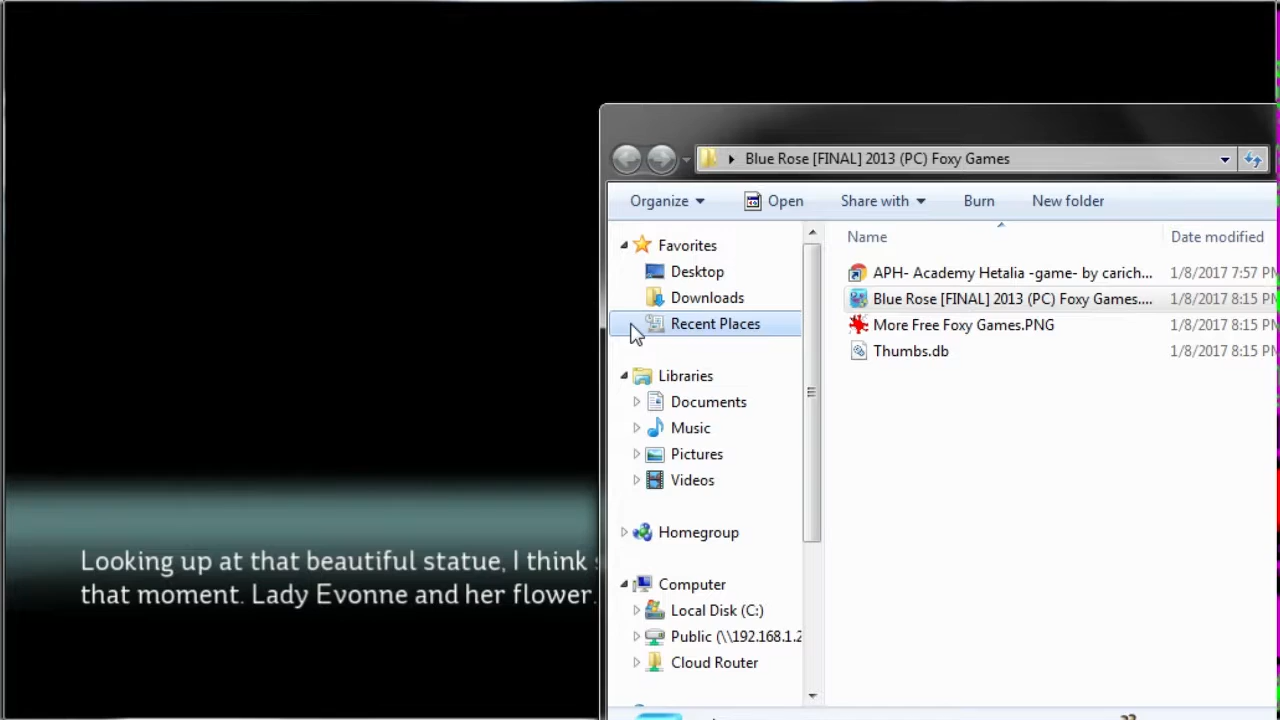 Blue Rose [FINAL] 2013 (PC) Foxy Games
Organize Open Share with Burn New folder
Name Date modified
Favorites
Desktop
Downloads
Recent Places
Libraries
Documents
Music
Pictures
Videos
Homegroup
Computer
Local Disk (C:)
Public (\\192.168.1.2
Cloud Router
APH- Academy Hetalia -game- by carich... 1/8/2017 7:57 P
Blue Rose [FINAL] 2013 (PC) Foxy Games.... 1/8/2017 8:15 P
More Free Foxy Games.PNG 1/8/2017 8:15 P
Thumbs.db 1/8/2017 8:15 P
Looking up at that beautiful statue, I think
that moment. Lady Evonne and her flower.